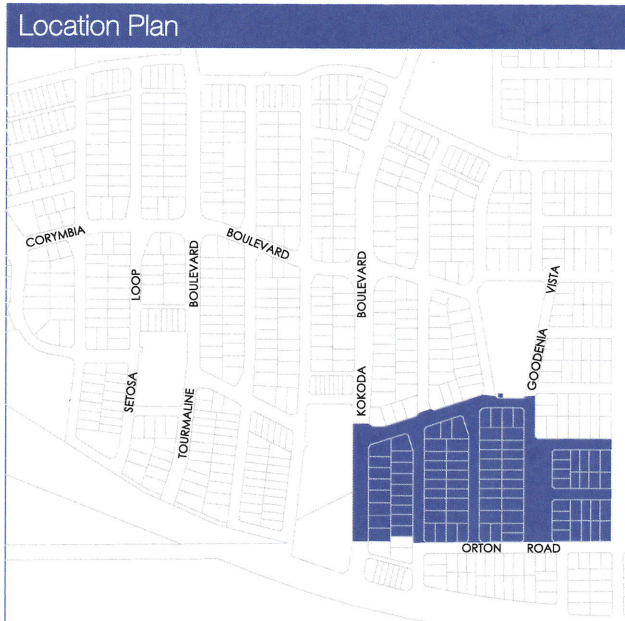 Location Plan
CORYMBIA
BOULEVARD
LOOP
BOULEVARD
BOULEVARD
VISTA
GOODENIA
SETOSA
TOURMALINE
KOKODA
ORTON ROAD